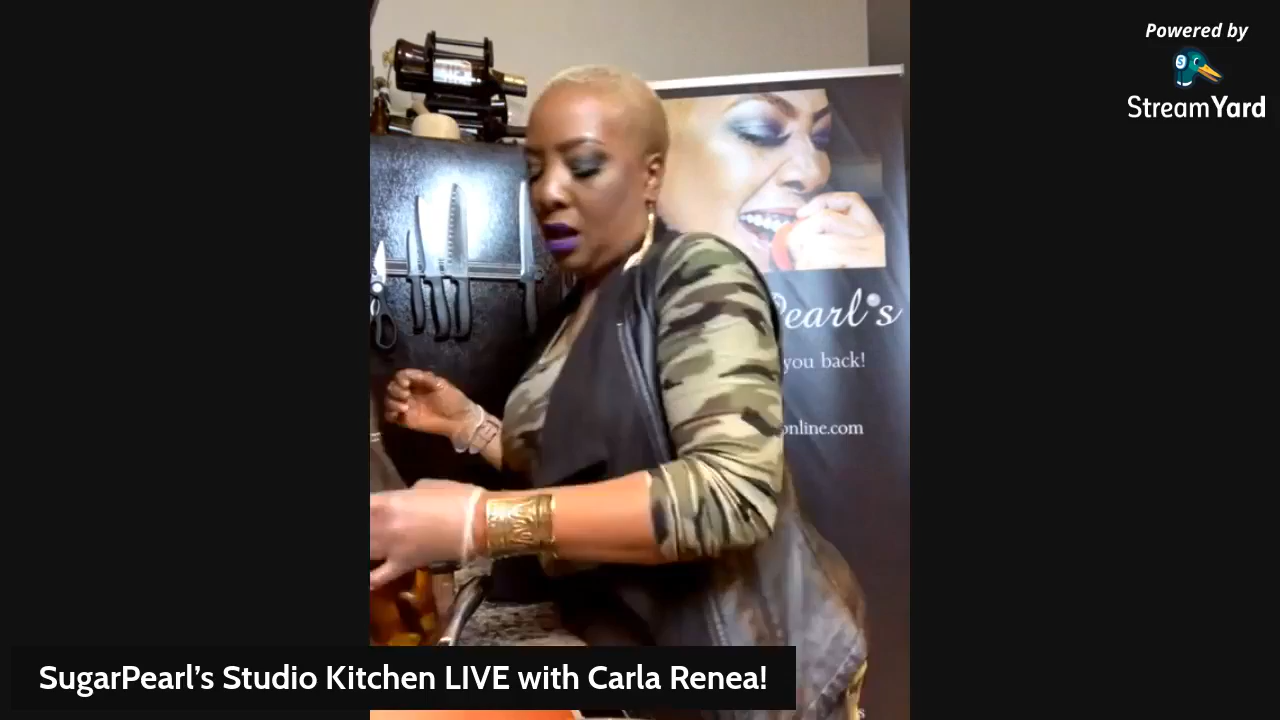 Powered by
StreamYard
earl's
you back!
online.com
SugarPearl's Studio Kitchen LIVE with Carla Renea!